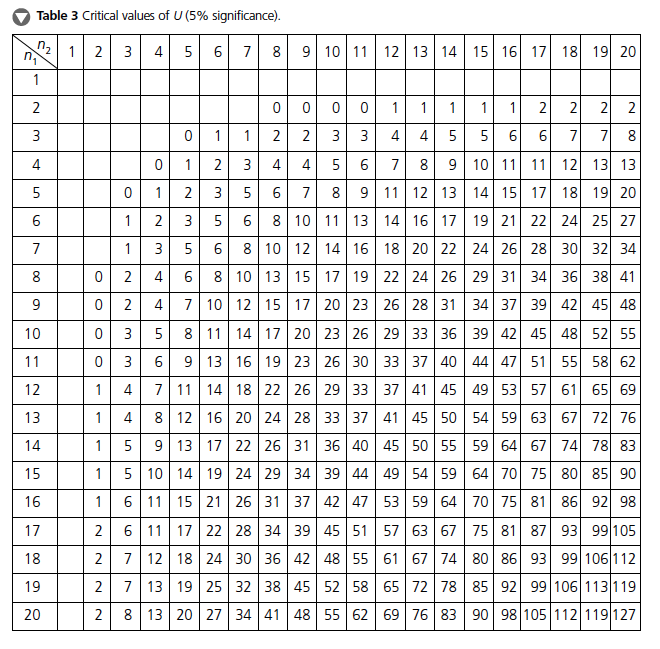 Table 3 Critical values of U (5% significance).
n₂ 1 2 3 4 5 6 7 8 9 10 11 12 13 14 15 16 17 18 19 20
n₁
1
2 0 0 0 0 1 1 1 1 1 2 2 2 2
3 0 1 1 2 2 3 3 4 4 5 5 6 6 7 7 8
4 0 1 2 3 4 4 5 6 7 8 9 10 11 11 12 13 13
5 0 1 2 3 5 6 7 8 9 11 12 13 14 15 17 18 19 20
6 1 2 3 5 6 8 10 11 13 14 16 17 19 21 22 24 25 27
7 1 3 5 6 8 10 12 14 16 18 20 22 24 26 28 30 32 34
8 0 2 4 6 8 10 13 15 17 19 22 24 26 29 31 34 36 38 41
9 0 2 4 7 10 12 15 17 20 23 26 28 31 34 37 39 42 45 48
10 0 3 5 8 11 14 17 20 23 26 29 33 36 39 42 45 48 52 55
11 0 3 6 9 13 16 19 23 26 30 33 37 40 44 47 51 55 58 62
12 1 4 7 11 14 18 22 26 29 33 37 41 45 49 53 57 61 65 69
13 1 4 8 12 16 20 24 28 33 37 41 45 50 54 59 63 67 72 76
14 1 5 9 13 17 22 26 31 36 40 45 50 55 59 64 67 74 78 83
15 1 5 10 14 19 24 29 34 39 44 49 54 59 64 70 75 80 85 90
16 1 6 11 15 21 26 31 37 42 47 53 59 64 70 75 81 86 92 98
17 2 6 11 17 22 28 34 39 45 51 57 63 67 75 81 87 93 99 105
18 2 7 12 18 24 30 36 42 48 55 61 67 74 80 86 93 99 106 112
19 2 7 13 19 25 32 38 45 52 58 65 72 78 85 92 99 106 113 119
20 2 8 13 20 27 34 41 48 55 62 69 76 83 90 98 105 112 119 127